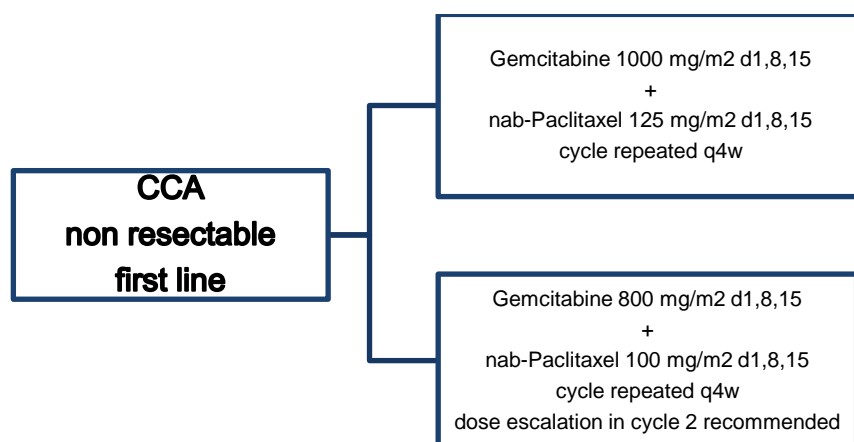 CCA
non resectable
first line
Gemcitabine 1000 mg/m2 d1,8,15
+
nab-Paclitaxel 125 mg/m2 d1,8,15
cycle repeated q4w
Gemcitabine 800 mg/m2 d1,8,15
+
nab-Paclitaxel 100 mg/m2 d1,8,15
cycle repeated q4w
dose escalation in cycle 2 recommended